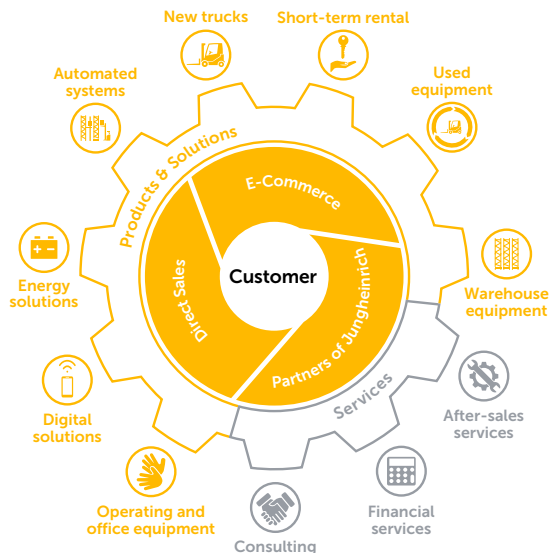 New trucks
Short-term rental
Automated
systems
Used
equipment
Products & Solutions
E-Commerce
Energy
solutions
Direct Sales
Customer
Partners of Jungheinrich
Warehouse
equipment
Services
Digital
solutions
After-sales
services
Operating and
office equipment
Financial
services
Consulting